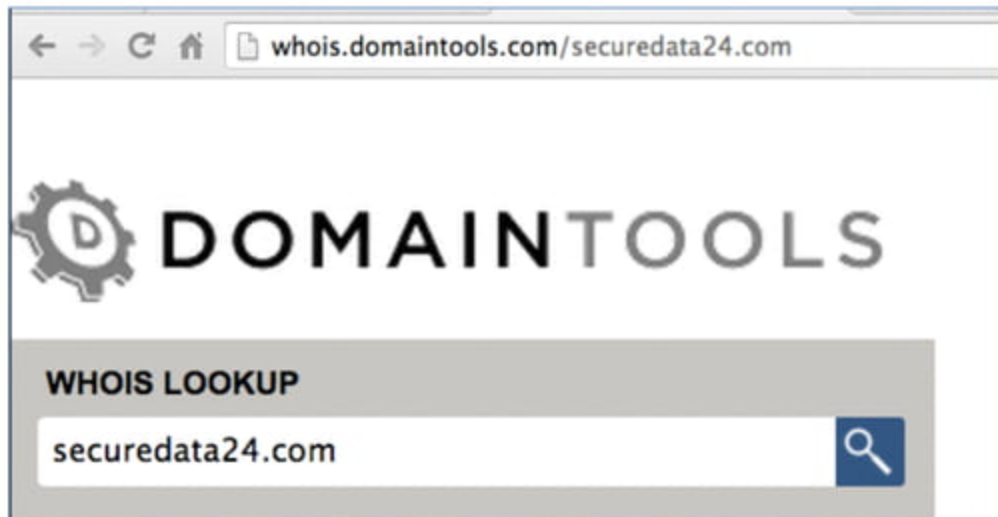 whois.domaintools.com/securedata24.com
D DOMAINTOOLS
WHOIS LOOKUP
securedata24.com